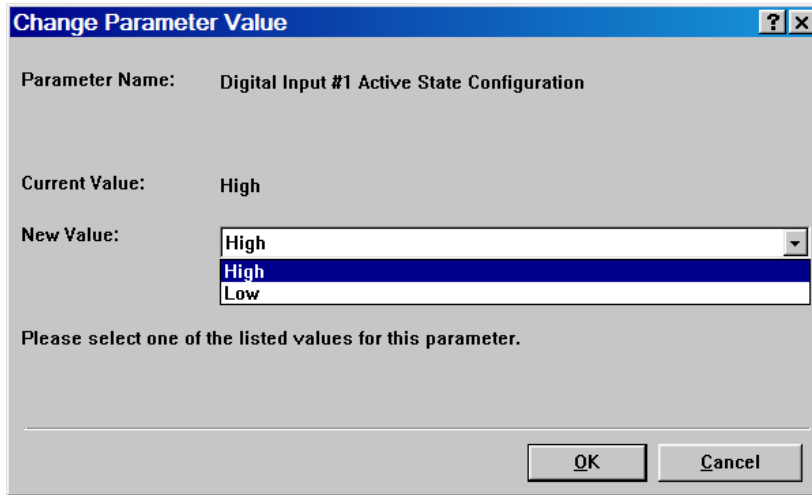 Change Parameter Value
Parameter Name: Digital Input #1 Active State Configuration
Current Value: High
New Value: High
High
Low
Please select one of the listed values for this parameter.
OK Cancel